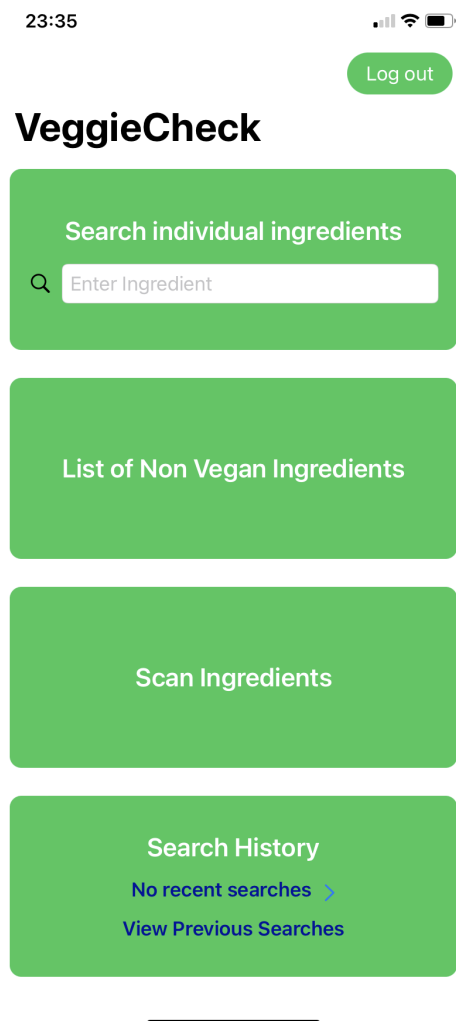 23:35
Log out
VeggieCheck
Search individual ingredients
Enter Ingredient
List of Non Vegan Ingredients
Scan Ingredients
Search History
No recent searches
View Previous Searches